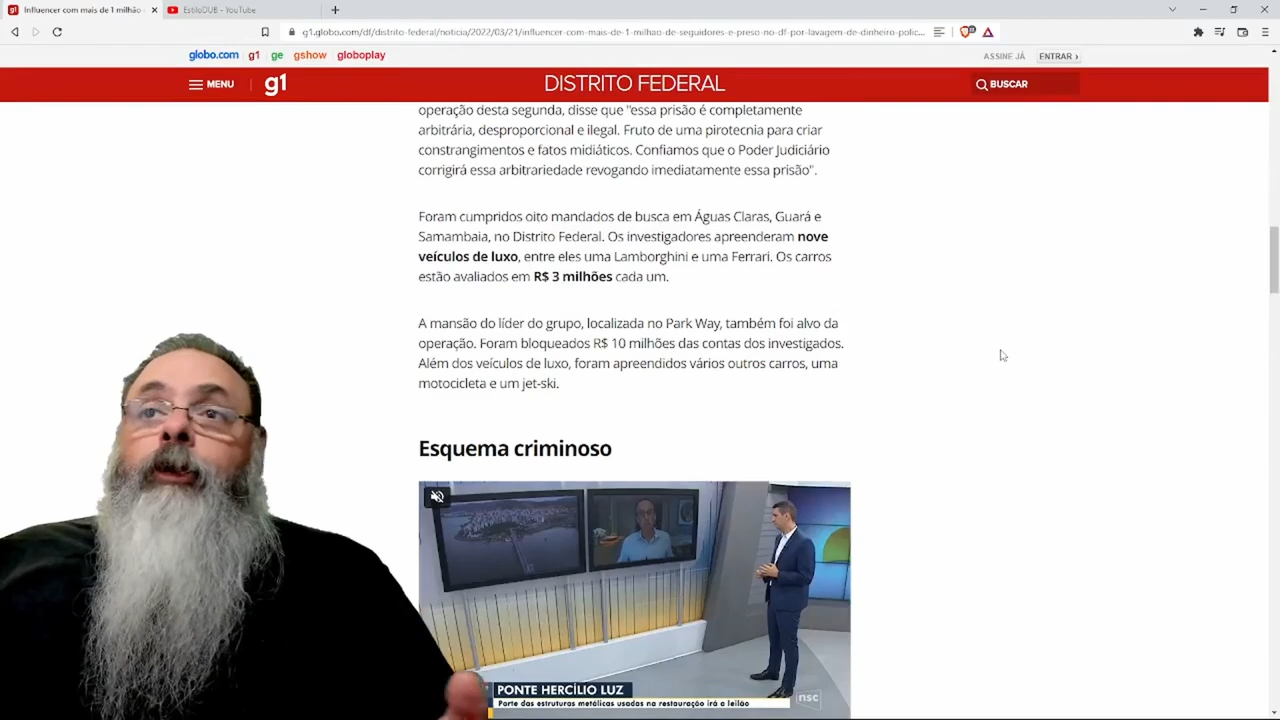 Influencer com mais de 1 milhão
EstiloDUB - YouTube
g1.globo.com/df/distrito-federal/noticia/2022/03/21/influencer-com-mais-de-1-milhao-de-seguidores-e-preso-no-df-por-lavagem-de-dinheiro-polic...
globo.com g1 ge gshow globoplay
ASSINE JÁ ENTRAR ›
MENU g1 DISTRITO FEDERAL BUSCAR
operação desta segunda, disse que "essa prisão é completamente
arbitrária, desproporcional e ilegal. Fruto de uma pirotecnia para criar
constrangimentos e fatos midiáticos. Confiamos que o Poder Judiciário
corrigirá essa arbitrariedade revogando imediatamente essa prisão".
Foram cumpridos oito mandados de busca em Águas Claras, Guará e
Samambaia, no Distrito Federal. Os investigadores apreenderam nove
veículos de luxo, entre eles uma Lamborghini e uma Ferrari. Os carros
estão avaliados em R$ 3 milhões cada um.
A mansão do líder do grupo, localizada no Park Way, também foi alvo da
operação. Foram bloqueados R$ 10 milhões das contas dos investigados.
Além dos veículos de luxo, foram apreendidos vários outros carros, uma
motocicleta e um jet-ski.
Esquema criminoso
PONTE HERCÍLIO LUZ
Parte das estruturas metálicas usadas na restauração irá a leilão
nsc